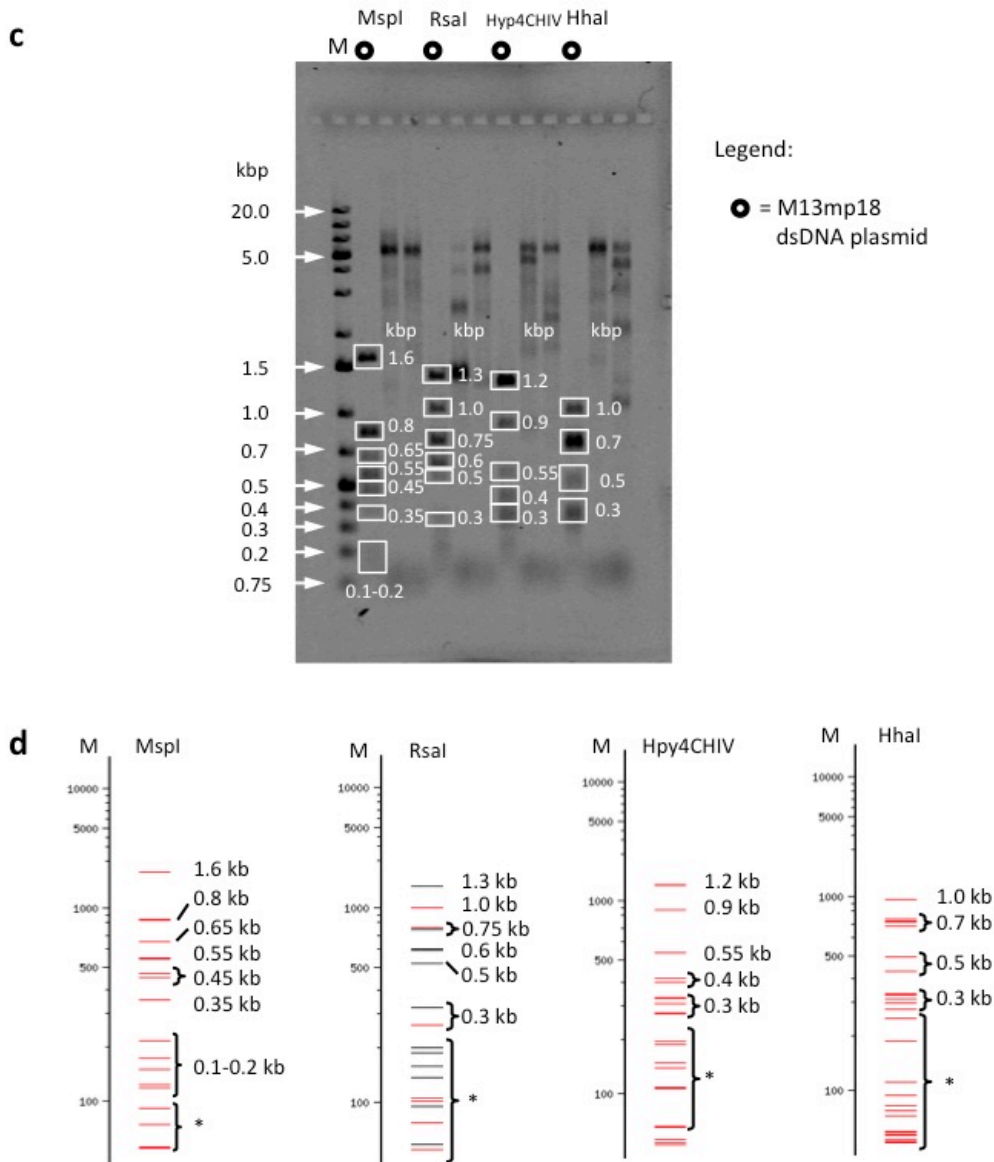 c
MspI RsaI Hyp4CHIV HhaI
M
Legend:
= M13mp18
dsDNA plasmid
kbp
20.0
5.0
1.5
1.0
0.7
0.5
0.4
0.3
0.2
0.75
kbp kbp kbp kbp
1.6
0.8
0.65
0.55
0.45
0.35
0.1-0.2
1.3
1.0
0.75
0.6
0.5
0.3
1.2
0.9
0.55
0.4
0.3
1.0
0.7
0.5
0.3
d
M MspI
10000
5000
1000
500
100
1.6 kb
0.8 kb
0.65 kb
0.55 kb
0.45 kb
0.35 kb
0.1-0.2 kb
*
M RsaI
10000
5000
1000
500
100
1.3 kb
1.0 kb
0.75 kb
0.6 kb
0.5 kb
0.3 kb
*
M Hpy4CHIV
10000
5000
1000
500
100
1.2 kb
0.9 kb
0.55 kb
0.4 kb
0.3 kb
*
M HhaI
10000
5000
1000
500
100
1.0 kb
0.7 kb
0.5 kb
0.3 kb
*